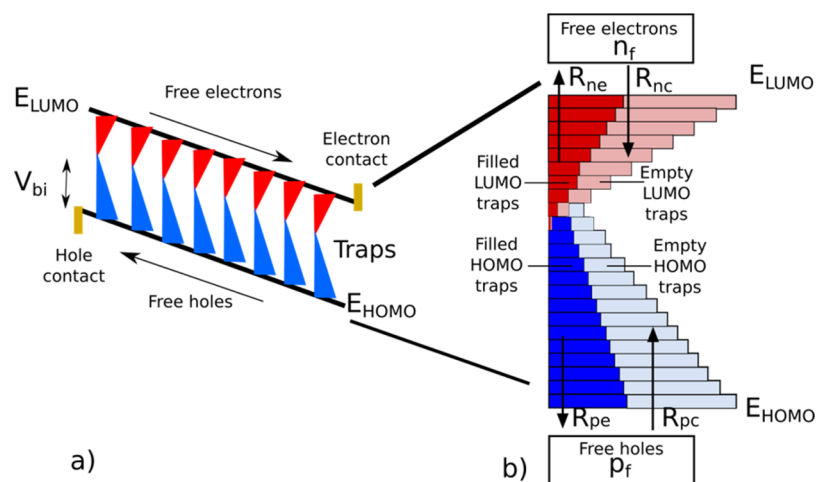 E_LUMO
Free electrons
Electron
contact
V_bi
Traps
Hole
contact
Free holes
E_HOMO
a)
Free electrons
n_f
R_ne
R_nc
E_LUMO
Filled
LUMO
traps
Empty
LUMO
traps
Filled
HOMO
traps
Empty
HOMO
traps
R_pe
R_pc
E_HOMO
Free holes
p_f
b)